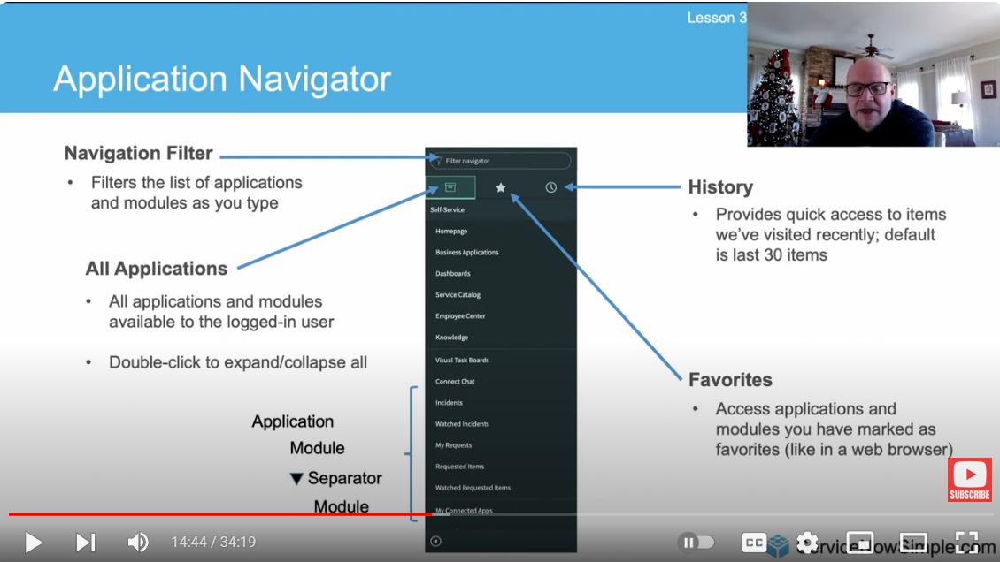 Lesson 3
Application Navigator
Navigation Filter
• Filters the list of applications
and modules as you type
All Applications
• All applications and modules
available to the logged-in user
• Double-click to expand/collapse all
Application
Module
▼ Separator
Module
Filter navigator
Self-Service
Homepage
Business Applications
Dashboards
Service Catalog
Employee Center
Knowledge
Visual Task Boards
Connect Chat
Incidents
Watched Incidents
My Requests
Requested Items
Watched Requested Items
My Connected Apps
History
• Provides quick access to items
we've visited recently; default
is last 30 items
Favorites
• Access applications and
modules you have marked as
favorites (like in a web browser)
SUBSCRIBE
14:44 / 34:19
CC
ServiceNowSimple.com